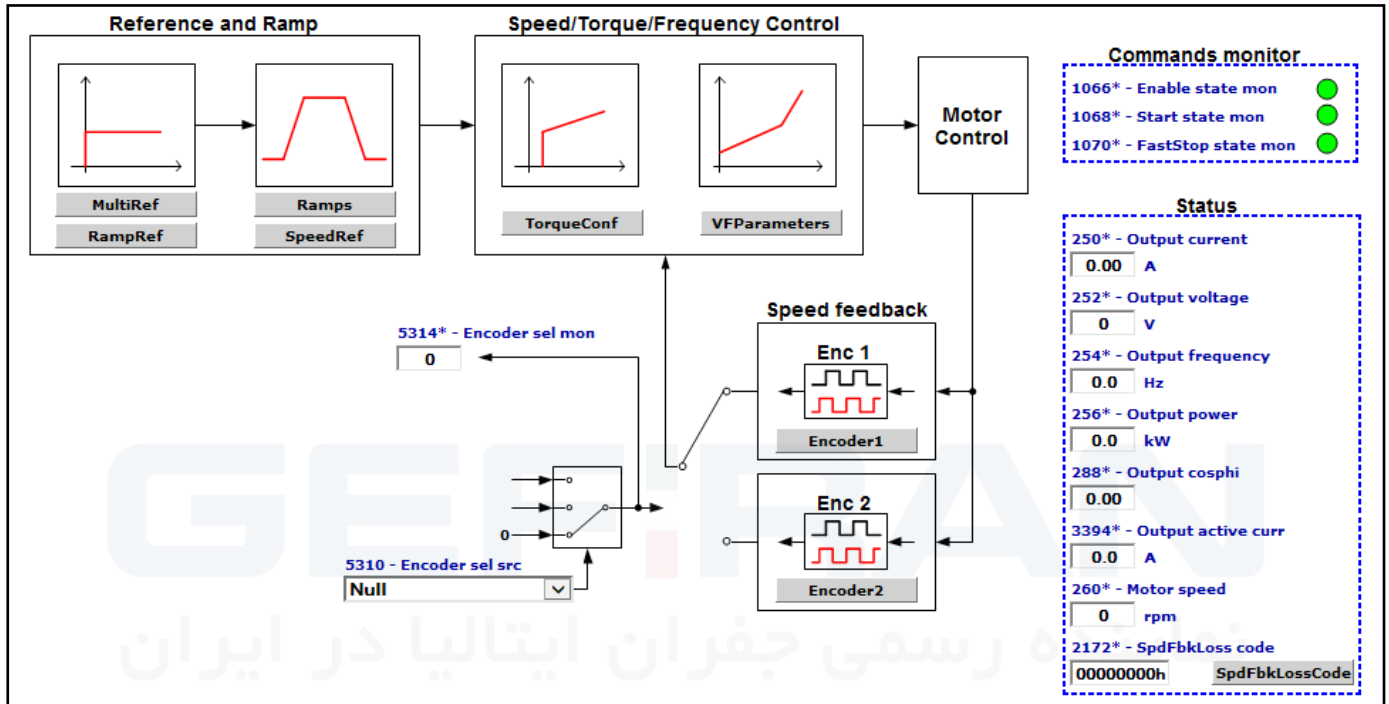 Reference and Ramp
MultiRef
Ramps
RampRef
SpeedRef
Speed/Torque/Frequency Control
TorqueConf
VFParameters
Motor
Control
Commands monitor
1066* - Enable state mon
1068* - Start state mon
1070* - FastStop state mon
Status
250* - Output current
0.00 A
252* - Output voltage
0 V
254* - Output frequency
0.0 Hz
256* - Output power
0.0 kW
288* - Output cosphi
0.00
3394* - Output active curr
0.0 A
260* - Motor speed
0 rpm
2172* - SpdFbkLoss code
00000000h SpdFbkLossCode
Speed feedback
Enc 1
Encoder1
Enc 2
Encoder2
5314* - Encoder sel mon
0
0
5310 - Encoder sel src
Null
GEFRAN
نماینده رسمی جفران ایتالیا در ایران